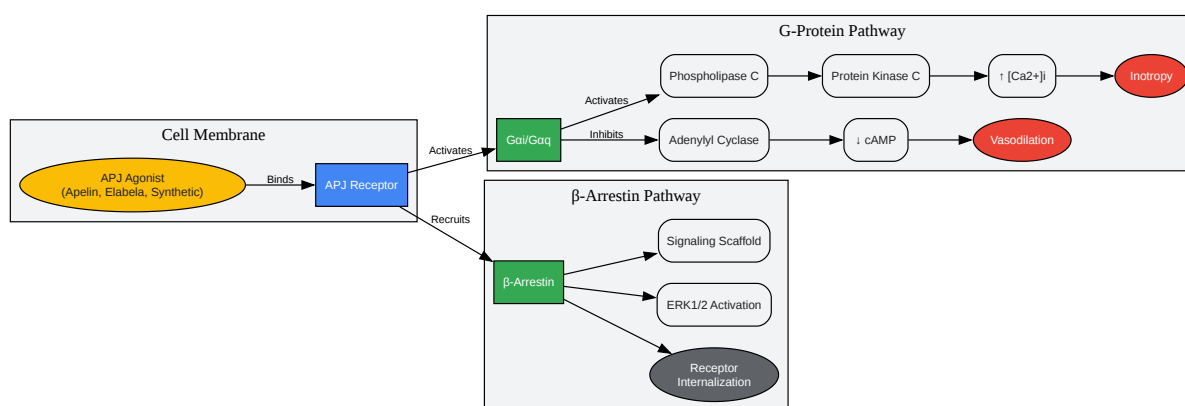 G-Protein Pathway
Phospholipase C
Protein Kinase C
↑ [Ca2+]i
Inotropy
Activates
Gαi/Gαq
Inhibits
Adenylyl Cyclase
↓ cAMP
Vasodilation
Cell Membrane
APJ Agonist
(Apelin, Elabela, Synthetic)
Binds
APJ Receptor
Activates
Recruits
β-Arrestin Pathway
Signaling Scaffold
β-Arrestin
ERK1/2 Activation
Receptor
Internalization